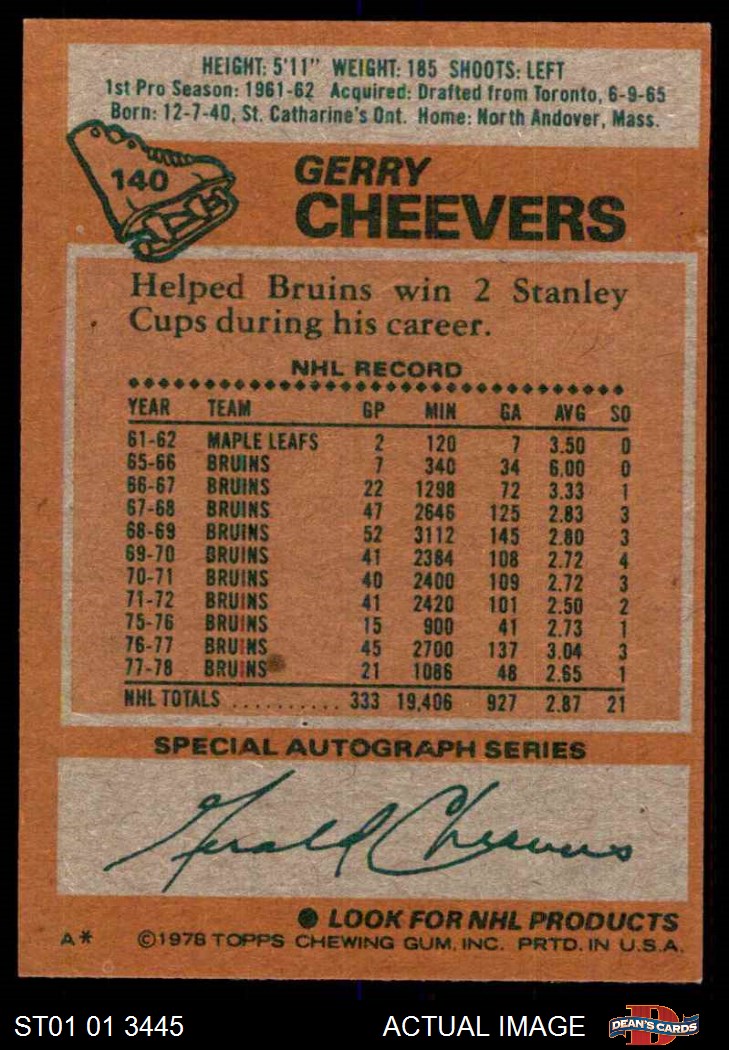 HEIGHT: 5'11" WEIGHT: 185 SHOOTS: LEFT
1st Pro Season: 1961-62 Acquired: Drafted from Toronto, 6-9-65
Born: 12-7-40, St. Catharine's Ont. Home: North Andover, Mass.
140
GERRY
CHEEVERS
Helped Bruins win 2 Stanley
Cups during his career.
NHL RECORD
YEAR TEAM GP MIN GA AVG SO
61-62 MAPLE LEAFS 2 120 7 3.50 0
65-66 BRUINS 7 340 34 6.00 0
66-67 BRUINS 22 1298 72 3.33 1
67-68 BRUINS 47 2646 125 2.83 3
68-69 BRUINS 52 3112 145 2.80 3
69-70 BRUINS 41 2384 108 2.72 4
70-71 BRUINS 40 2400 109 2.72 3
71-72 BRUINS 41 2420 101 2.50 2
75-76 BRUINS 15 900 41 2.73 1
76-77 BRUINS 45 2700 137 3.04 3
77-78 BRUINS 21 1086 48 2.65 1
NHL TOTALS .......... 333 19,406 927 2.87 21
SPECIAL AUTOGRAPH SERIES
Gerald Cheevers
● LOOK FOR NHL PRODUCTS
A* ©1978 TOPPS CHEWING GUM, INC. PRTD. IN U.S.A.
ST01 01 3445 ACTUAL IMAGE DEAN'S CARDS